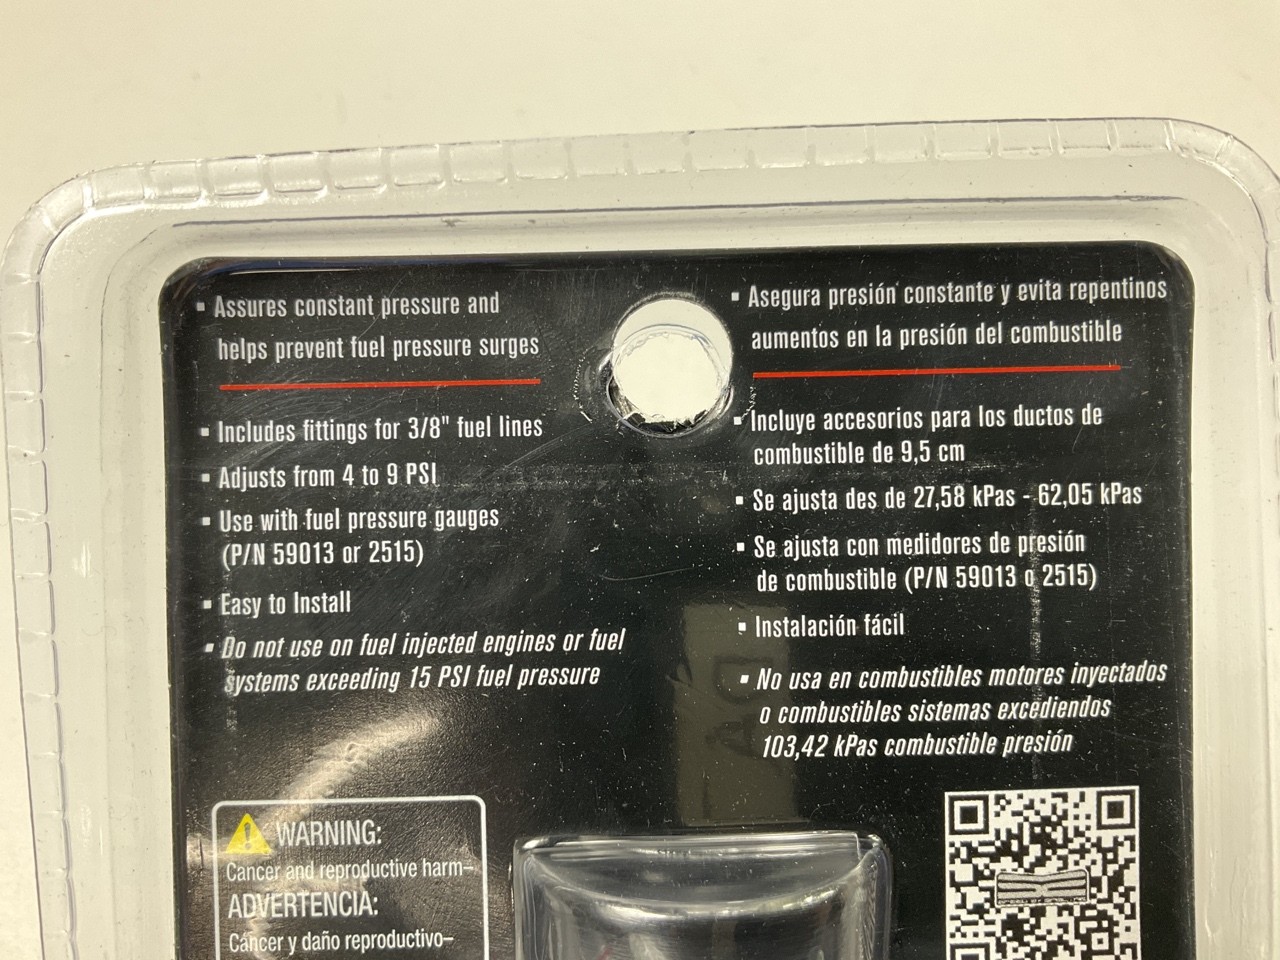 ▪ Assures constant pressure and
helps prevent fuel pressure surges
▪ Includes fittings for 3/8" fuel lines
▪ Adjusts from 4 to 9 PSI
▪ Use with fuel pressure gauges
(P/N 59013 or 2515)
▪ Easy to Install
▪ Do not use on fuel injected engines or fuel
systems exceeding 15 PSI fuel pressure
WARNING:
Cancer and reproductive harm–
ADVERTENCIA:
Cáncer y daño reproductivo–
▪ Asegura presión constante y evita repentinos
aumentos en la presión del combustible
▪ Incluye accesorios para los ductos de
combustible de 9,5 cm
▪ Se ajusta des de 27,58 kPas - 62,05 kPas
▪ Se ajusta con medidores de presión
de combustible (P/N 59013 o 2515)
▪ Instalación fácil
▪ No usa en combustibles motores inyectados
o combustibles sistemas excediendos
103,42 kPas combustible presión